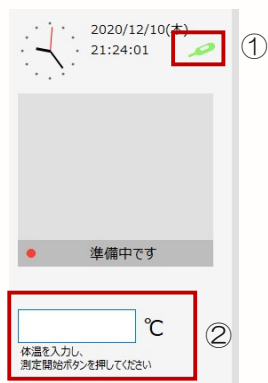 2020/12/10(木)
21:24:01
①
準備中です
℃
②
体温を入力し、
測定開始ボタンを押してください